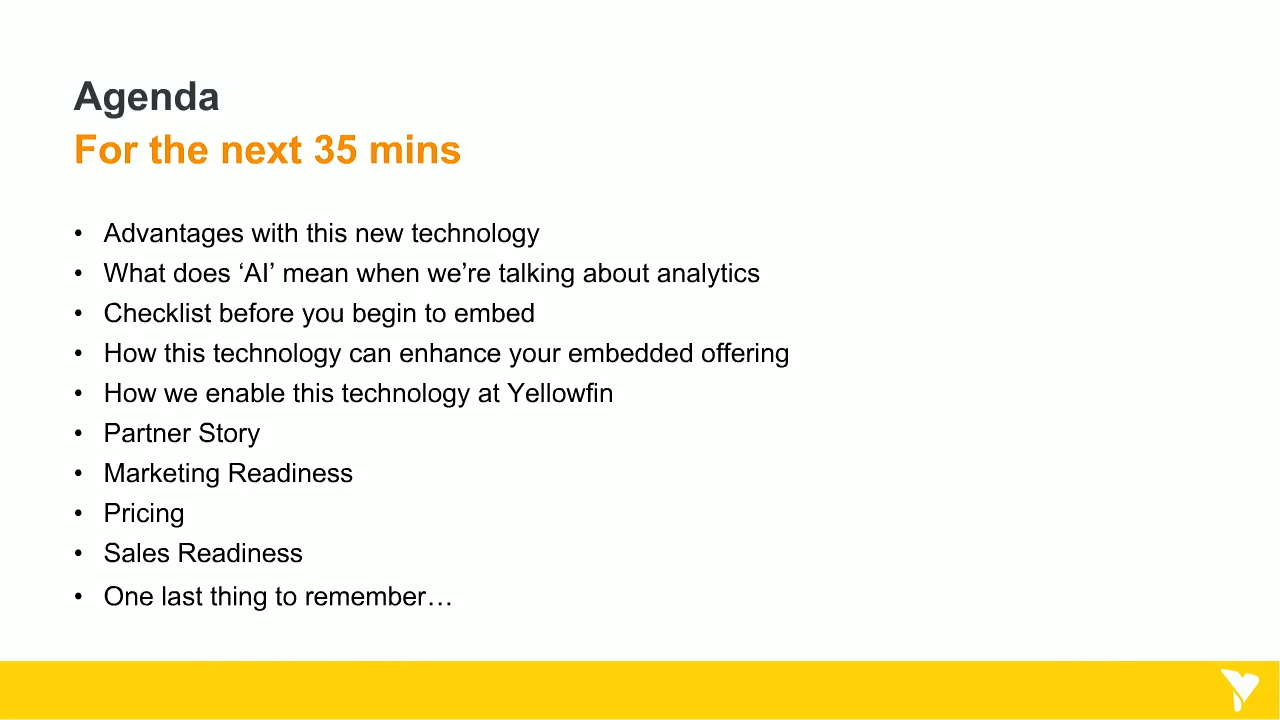 Agenda
For the next 35 mins
• Advantages with this new technology
• What does ‘AI’ mean when we’re talking about analytics
• Checklist before you begin to embed
• How this technology can enhance your embedded offering
• How we enable this technology at Yellowfin
• Partner Story
• Marketing Readiness
• Pricing
• Sales Readiness
• One last thing to remember…